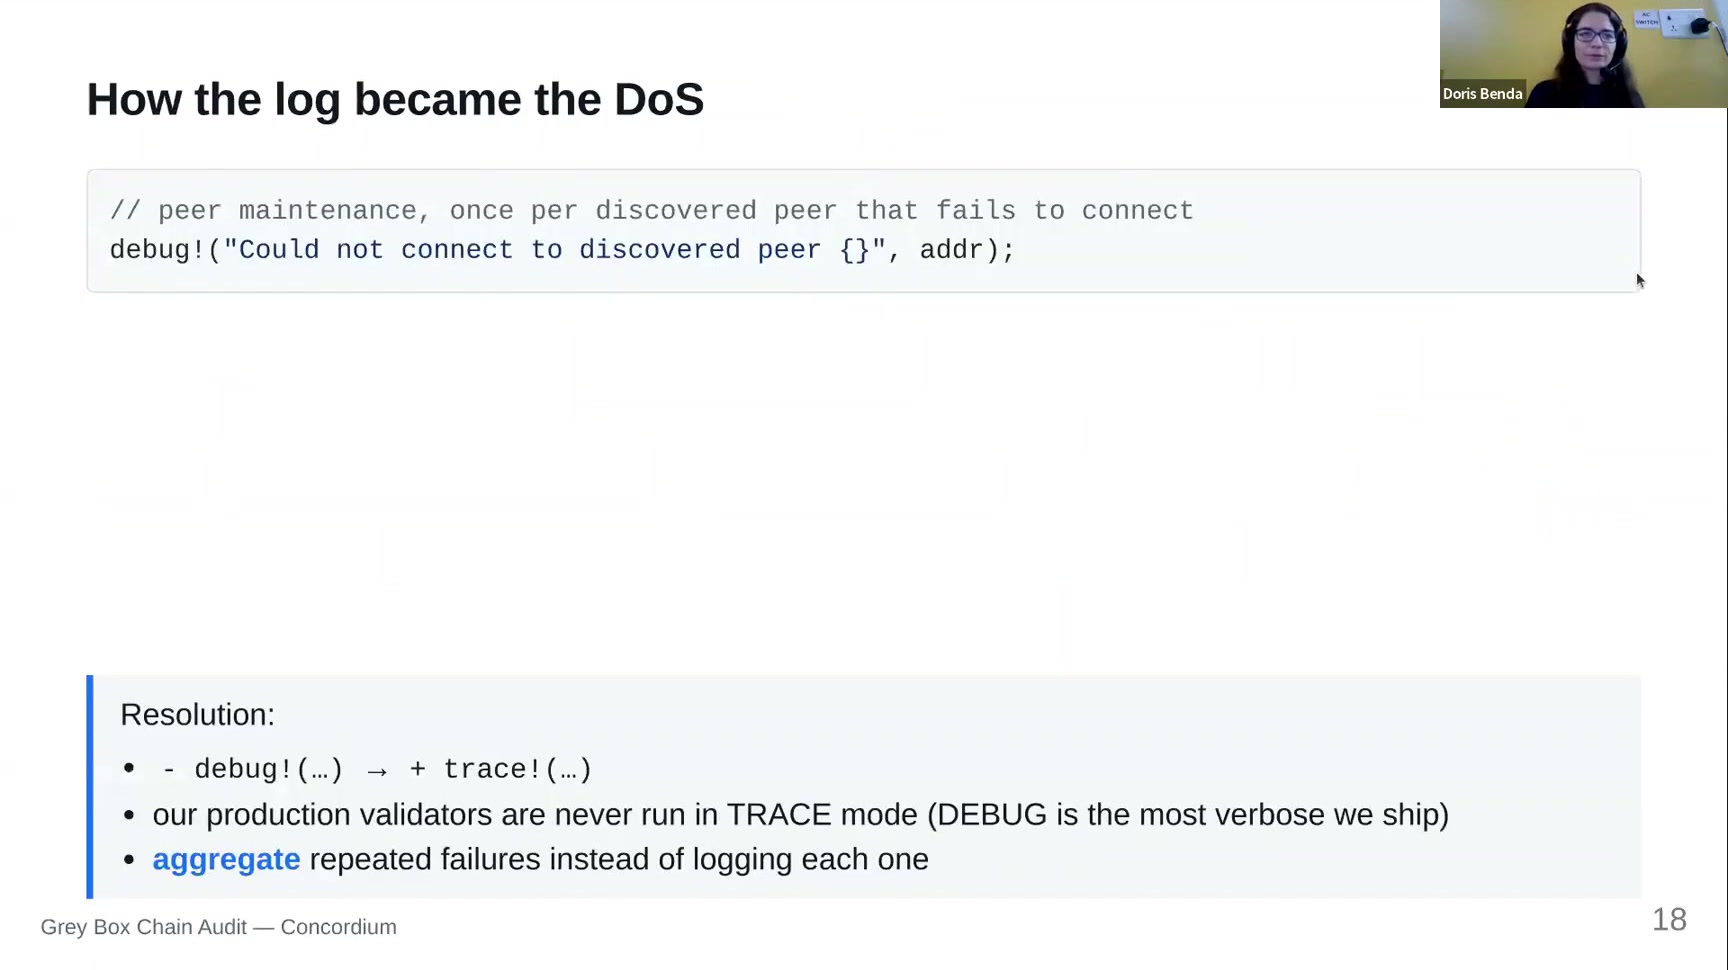 How the log became the DoS
AC
SWITCH
Doris Benda
// peer maintenance, once per discovered peer that fails to connect
debug!("Could not connect to discovered peer {}", addr);
Resolution:
• - debug!(…) → + trace!(…)
• our production validators are never run in TRACE mode (DEBUG is the most verbose we ship)
• aggregate repeated failures instead of logging each one
Grey Box Chain Audit — Concordium
18